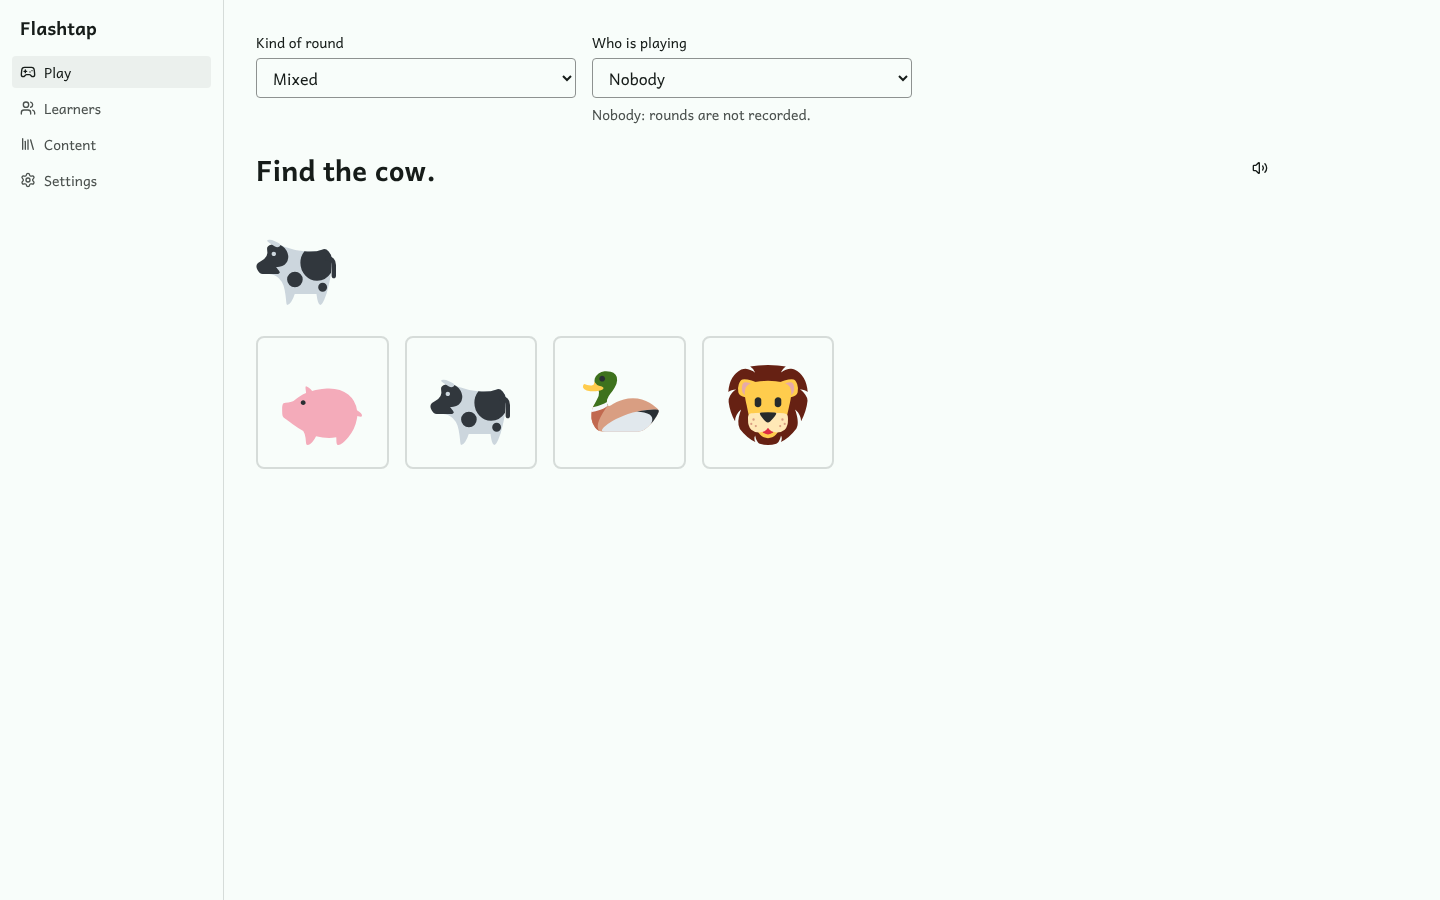 Flashtap
Play
Learners
Content
Settings
Kind of round
Mixed
Who is playing
Nobody
Nobody: rounds are not recorded.
Find the cow.